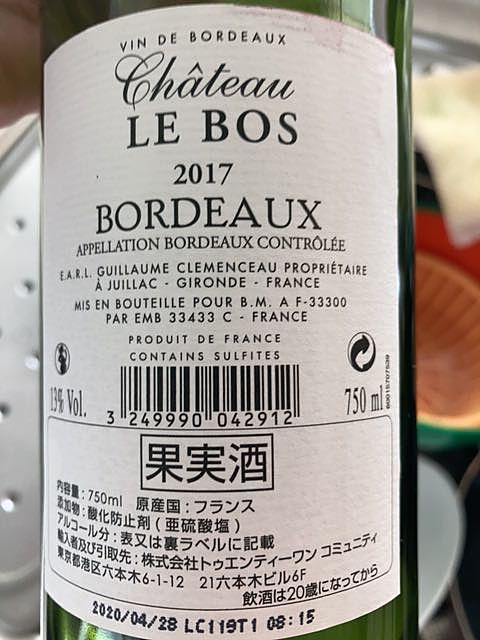 VIN DE BORDEAUX
Château
LE BOS
2017
BORDEAUX
APPELLATION BORDEAUX CONTRÔLÉE
E.A.R.L. GUILLAUME CLEMENCEAU PROPRIÉTAIRE
À JUILLAC - GIRONDE - FRANCE
MIS EN BOUTEILLE POUR B.M. A F-33300
PAR EMB 33433 C - FRANCE
PRODUIT DE FRANCE
CONTAINS SULFITES
13% Vol.
3 249990 042912
750 ml
60015707539
果実酒
内容量:750ml 原産国:フランス
添加物:酸化防止剤(亜硫酸塩)
アルコール分:表又は裏ラベルに記載
輸入者及び引取先:株式会社トゥエンティーワン コミュニティ
東京都港区六本木6-1-12 21六本木ビル6F
飲酒は20歳になってから
2020/04/28 LC119T1 08:15